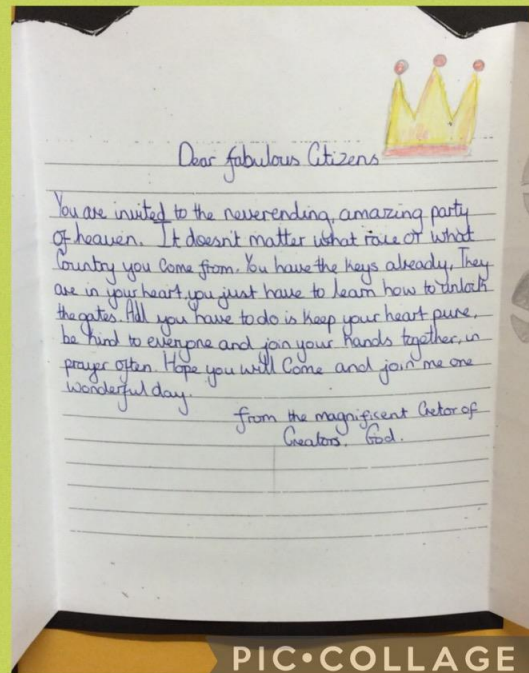 Dear fabulous Citizens
You are invited to the neverending, amazing party
of heaven. It doesn't matter what race or what
Country you Come from. You have the keys already, They
are in your heart, you just have to learn how to unlock
the gates. All you have to do is keep your heart pure,
be kind to everyone and join your hands together, in
prayer often. Hope you will Come and join me one
wonderful day.
from the magnificent Cretor of
Creators. God.
PIC•COLLAGE